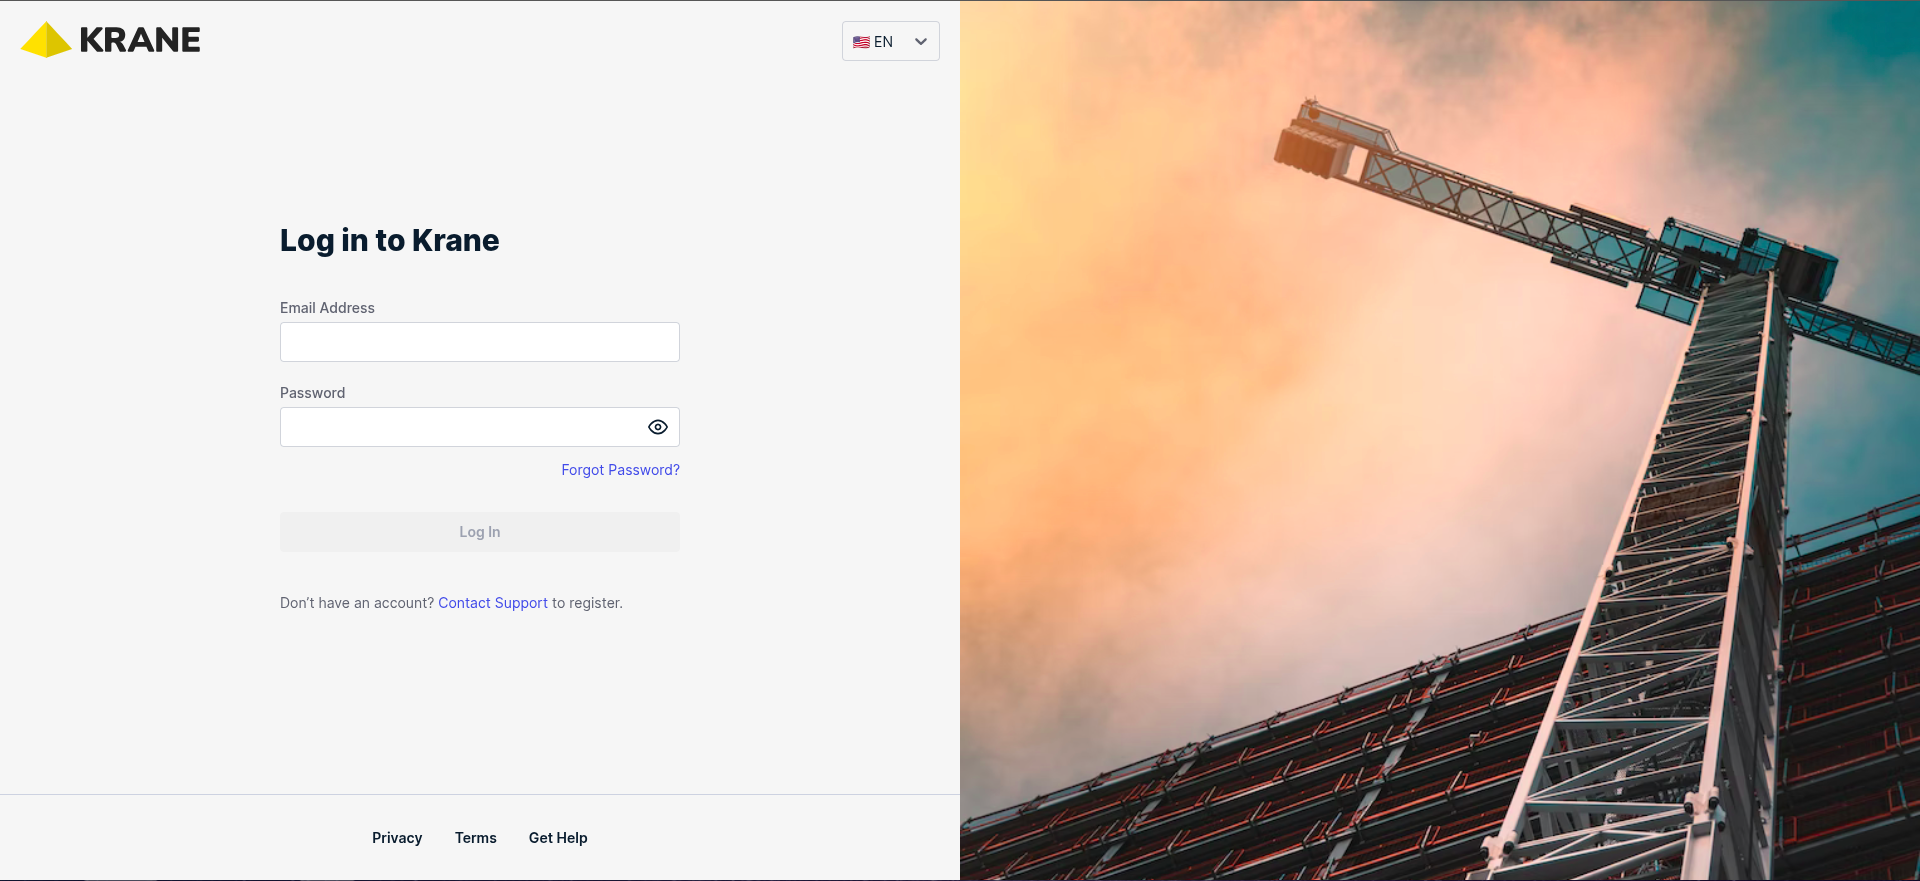 KRANE
🇺🇸 EN
Log in to Krane
Email Address
Password
Forgot Password?
Log In
Don’t have an account? Contact Support to register.
Privacy Terms Get Help